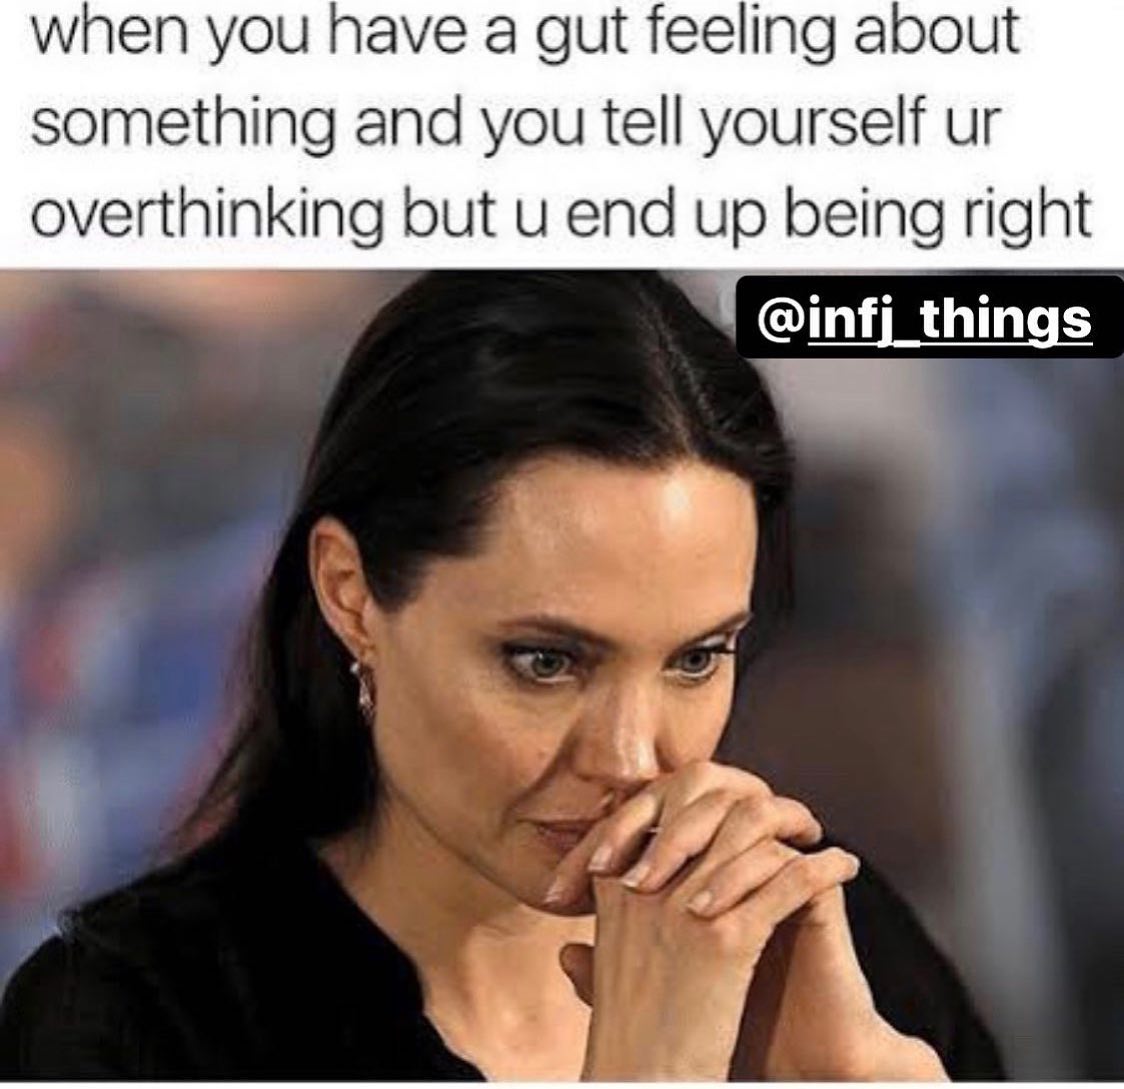 when you have a gut feeling about
something and you tell yourself ur
overthinking but u end up being right
@infj_things